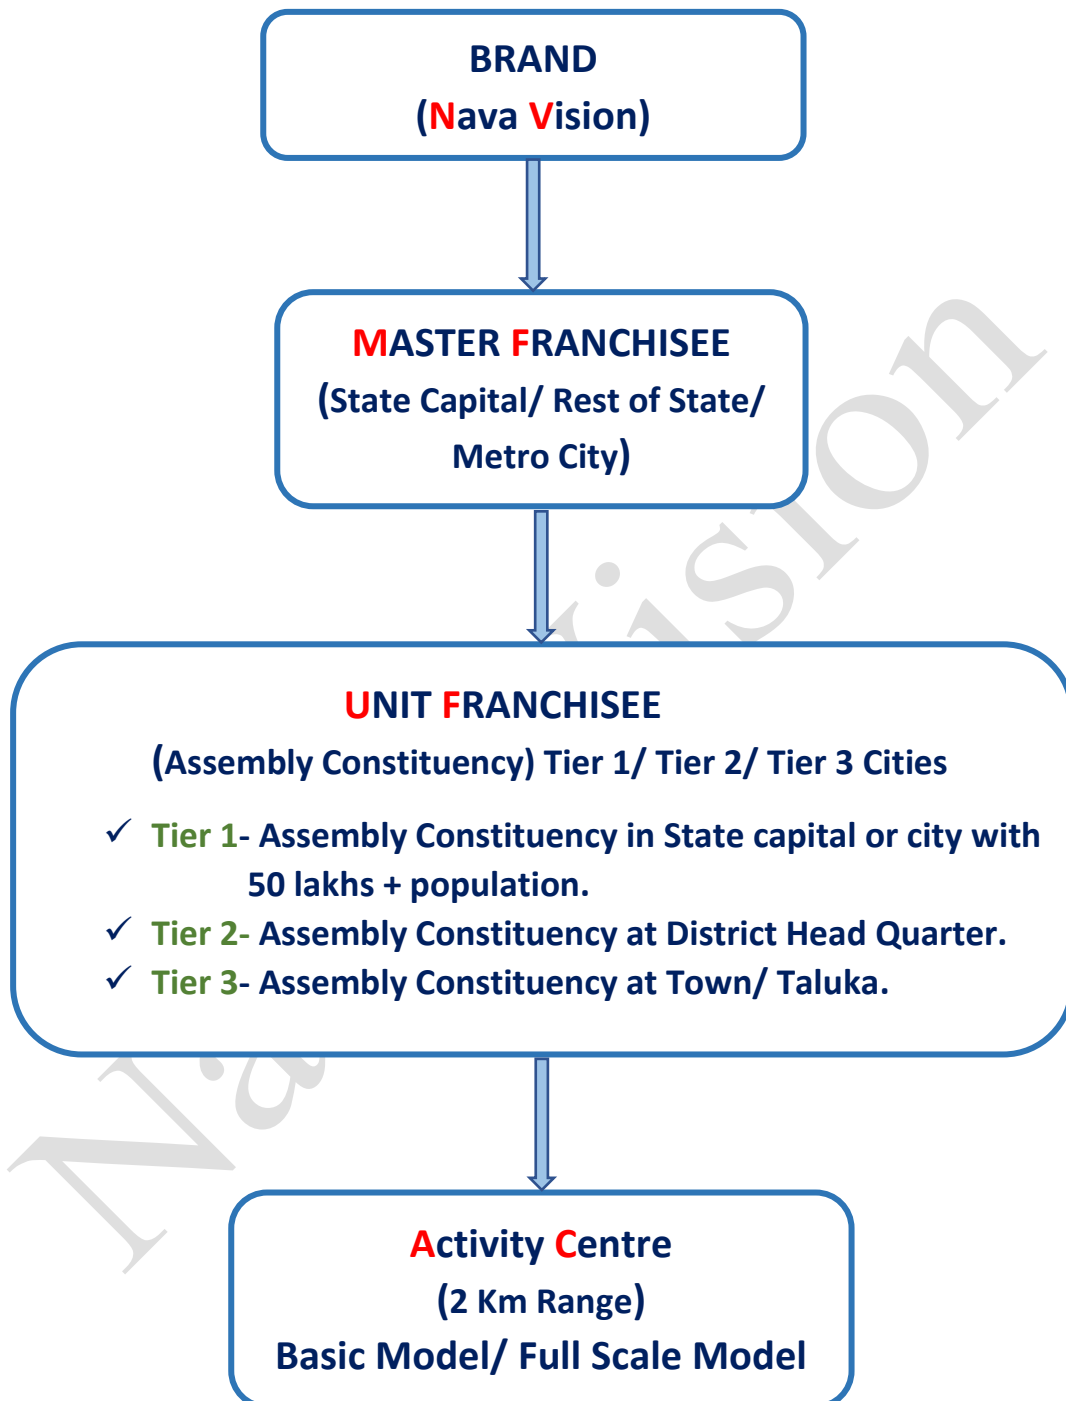 BRAND
(Nava Vision)
MASTER FRANCHISEE
(State Capital/ Rest of State/
Metro City)
UNIT FRANCHISEE
(Assembly Constituency) Tier 1/ Tier 2/ Tier 3 Cities
✓ Tier 1- Assembly Constituency in State capital or city with
50 lakhs + population.
✓ Tier 2- Assembly Constituency at District Head Quarter.
✓ Tier 3- Assembly Constituency at Town/ Taluka.
Activity Centre
(2 Km Range)
Basic Model/ Full Scale Model
Na Vision